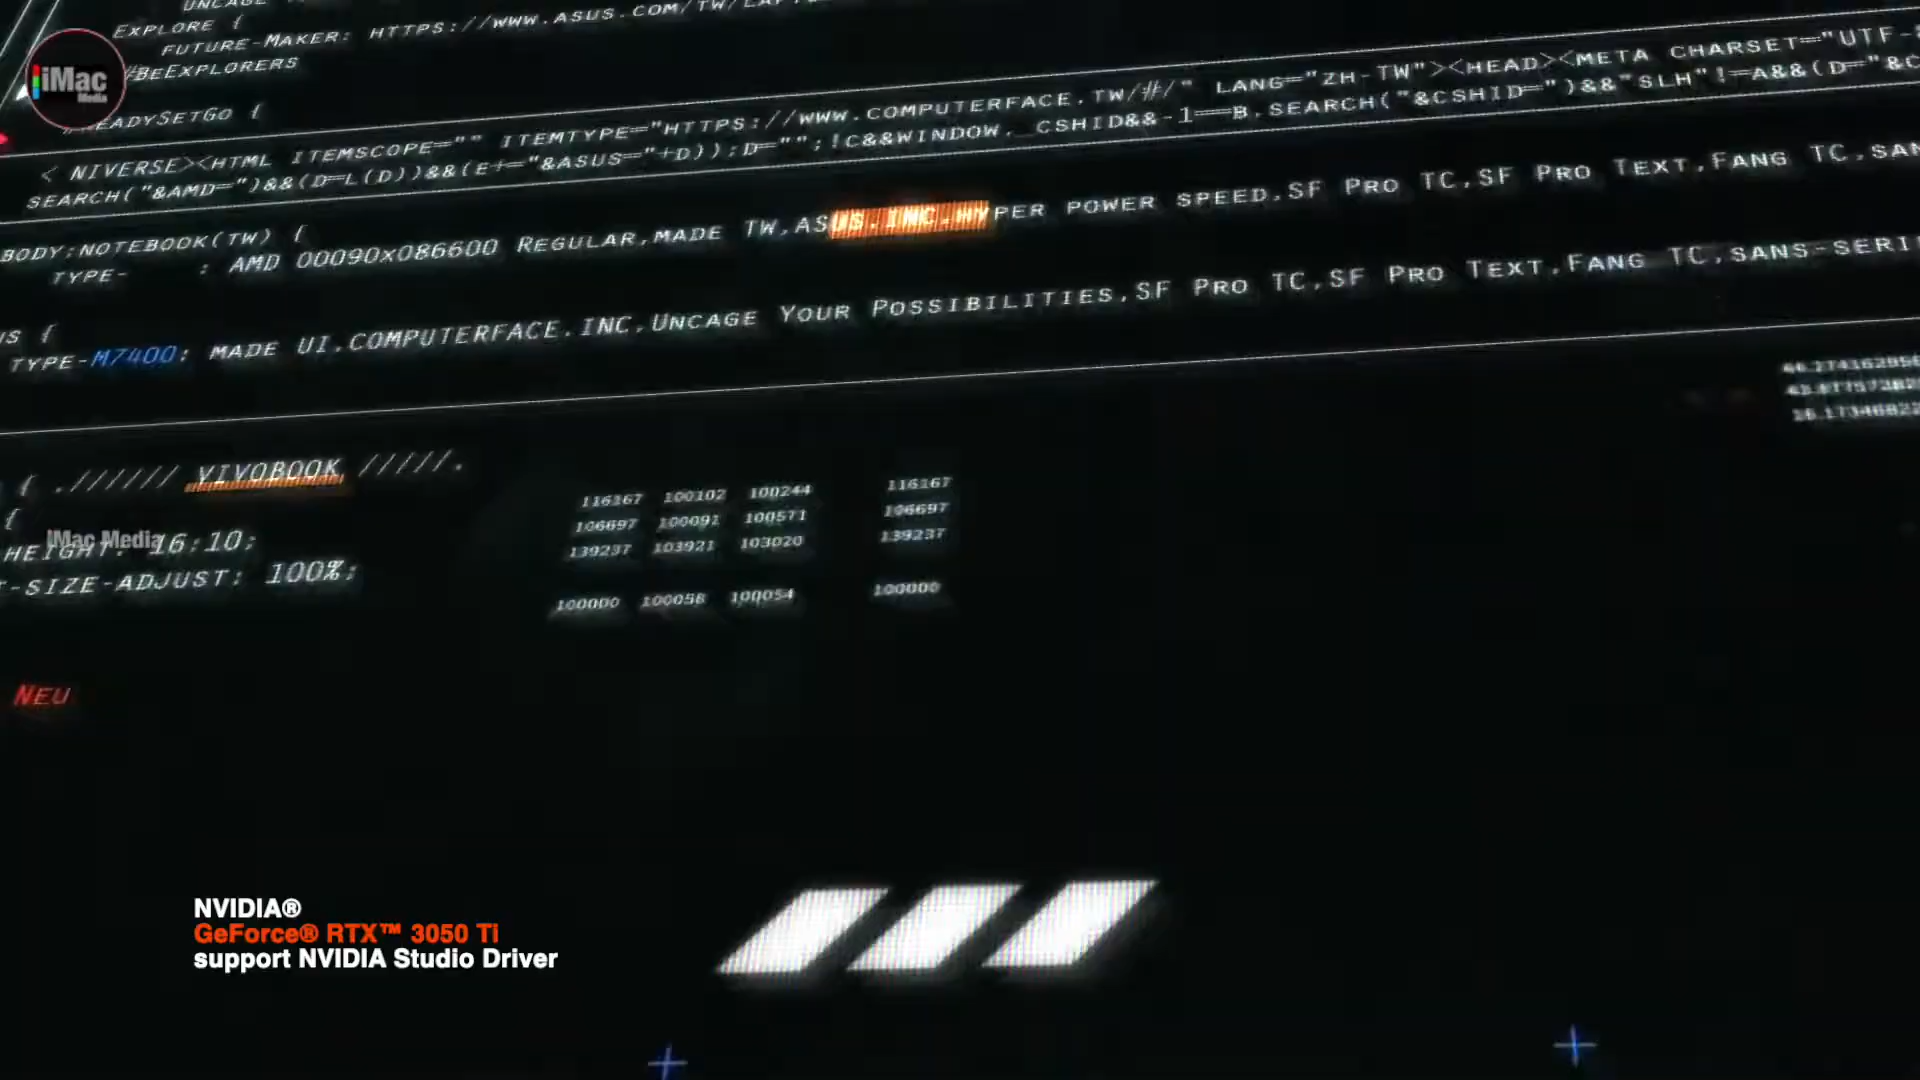 EXPLORE {
FUTURE-MAKER: HTTPS://WWW.ASUS.COM/TW/
#BEEXPLORERS
iMac
Media
READYSETGO {
< NIVERSE><HTML ITEMSCOPE="" ITEMTYPE="HTTPS://WWW.COMPUTERFACE.TW/#/" LANG="ZH-TW"><HEAD><META CHARSET="UTF-
SEARCH("&AMD=")&&(D=L(D))&&(E+="&ASUS="+D));D="";!C&&WINDOW._CSHID&&-1==B.SEARCH("&CSHID=")&&"SLH"!=A&&(D="&C
BODY:NOTEBOOK(TW) {
TYPE- : AMD 00090X086600 REGULAR,MADE TW,ASUS.INC.HYPER POWER SPEED,SF PRO TC,SF PRO TEXT,FANG TC,SAN
US {
TYPE-M7400: MADE UI.COMPUTERFACE.INC,UNCAGE YOUR POSSIBILITIES,SF PRO TC,SF PRO TEXT,FANG TC,SANS-SERI
{ .////// VIVOBOOK /////.
{
iMac Media
HEIGHT: 16:10;
T-SIZE-ADJUST: 100%;
116167 100102 100244 116167
106697 100091 100571 106697
139237 103921 103020 139237
100000 100058 100054 100000
NEU
NVIDIA®
GeForce® RTX™ 3050 Ti
support NVIDIA Studio Driver